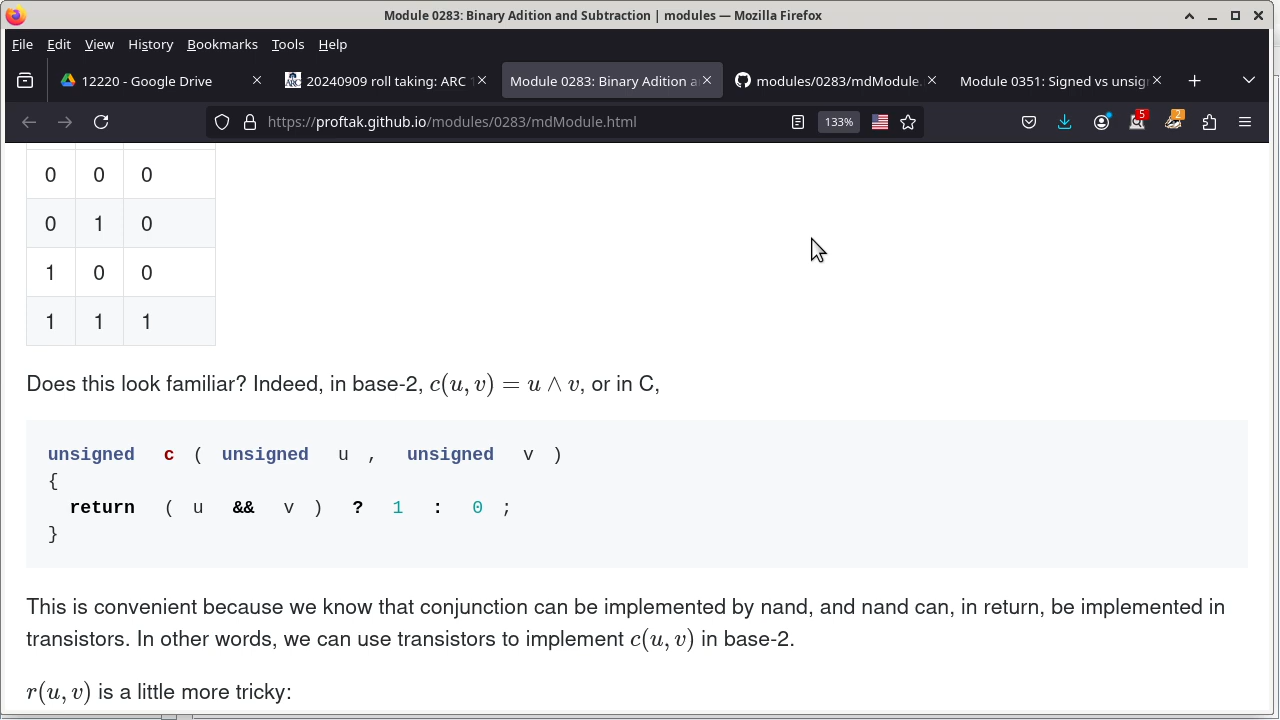 Module 0283: Binary Adition and Subtraction | modules — Mozilla Firefox
File Edit View History Bookmarks Tools Help
12220 - Google Drive
20240909 roll taking: ARC
Module 0283: Binary Adition a
modules/0283/mdModule.
Module 0351: Signed vs unsig
https://proftak.github.io/modules/0283/mdModule.html
133%
5
2
0 0 0
0 1 0
1 0 0
1 1 1
Does this look familiar? Indeed, in base-2, c(u, v) = u ∧ v, or in C,
unsigned c ( unsigned u , unsigned v )
{
return ( u && v ) ? 1 : 0 ;
}
This is convenient because we know that conjunction can be implemented by nand, and nand can, in return, be implemented in
transistors. In other words, we can use transistors to implement c(u, v) in base-2.
r(u, v) is a little more tricky: